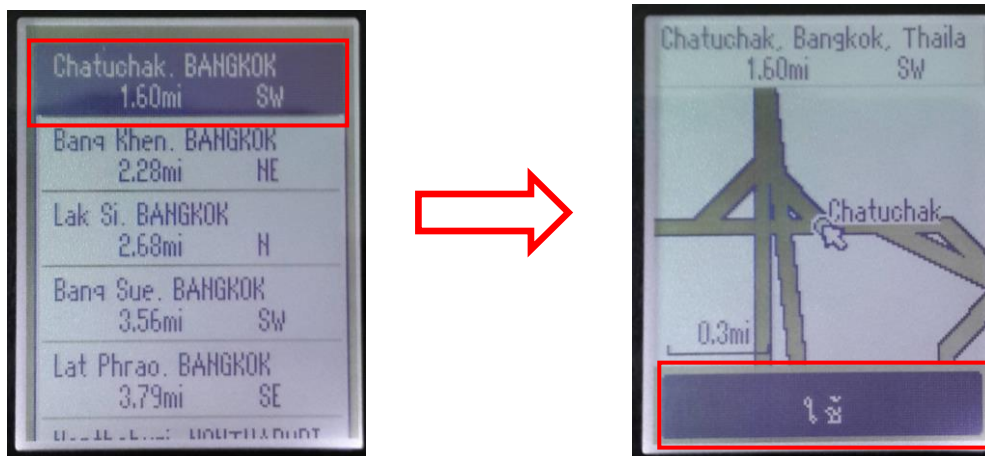 Chatuchak. BANGKOK
1.60mi SW
Bang Khen. BANGKOK
2.28mi NE
Lak Si. BANGKOK
2.68mi N
Bang Sue. BANGKOK
3.56mi SW
Lat Phrao. BANGKOK
3.79mi SE
Chatuchak, Bangkok, Thaila
1.60mi SW
Chatuchak
0.3mi
ใช้